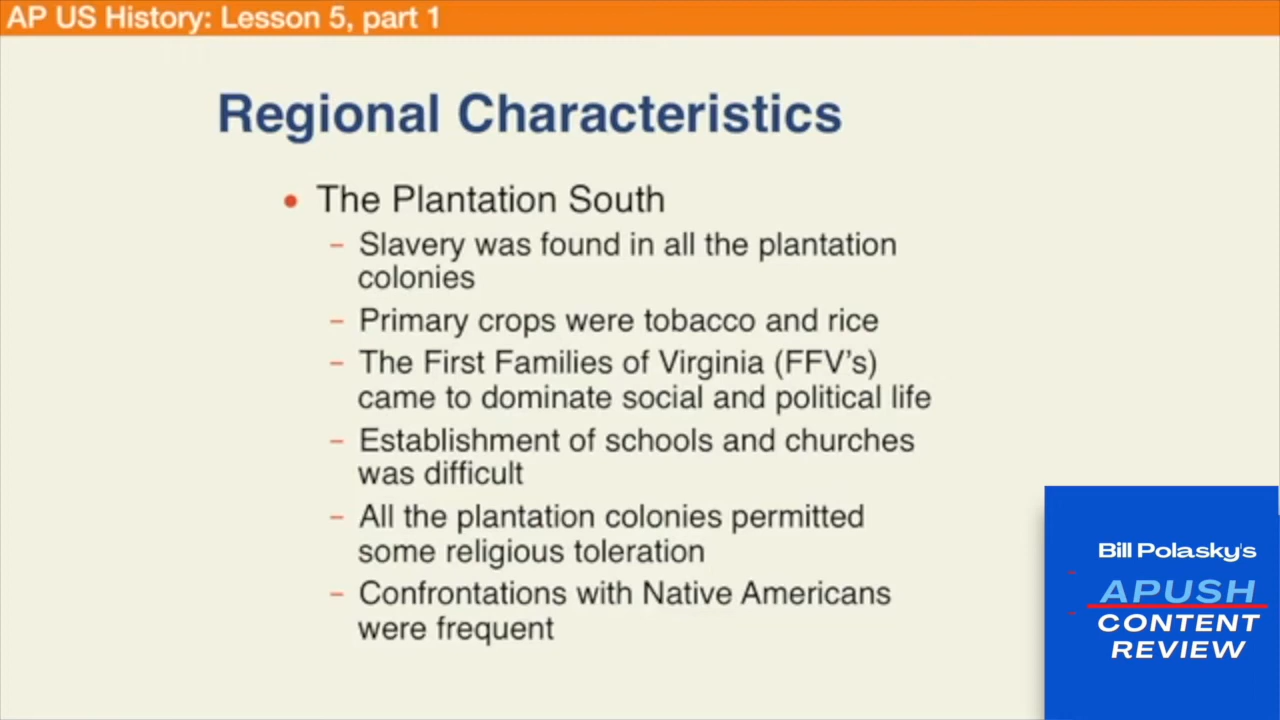 AP US History: Lesson 5, part 1
Regional Characteristics
• The Plantation South
– Slavery was found in all the plantation
colonies
– Primary crops were tobacco and rice
– The First Families of Virginia (FFV's)
came to dominate social and political life
– Establishment of schools and churches
was difficult
– All the plantation colonies permitted
some religious toleration
– Confrontations with Native Americans
were frequent
Bill Polasky's
APUSH
CONTENT
REVIEW